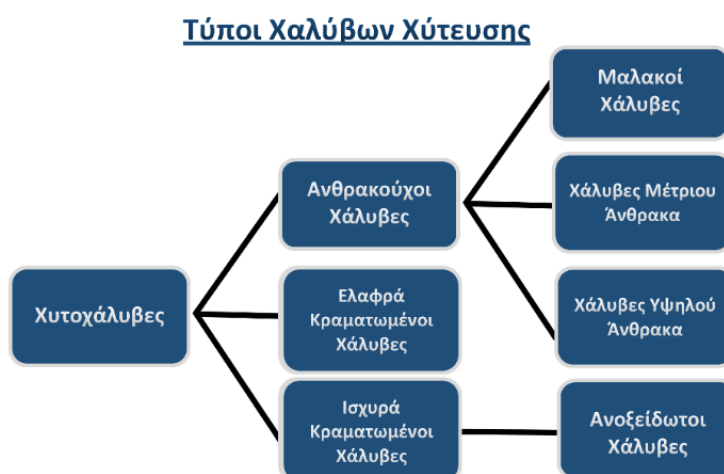 Τύποι Χαλύβων Χύτευσης
Μαλακοί
Χάλυβες
Ανθρακούχοι
Χάλυβες
Χάλυβες Μέτριου
Άνθρακα
Χυτοχάλυβες
Ελαφρά
Κραματωμένοι
Χάλυβες
Χάλυβες Υψηλού
Άνθρακα
Ισχυρά
Κραματωμένοι
Χάλυβες
Ανοξείδωτοι
Χάλυβες